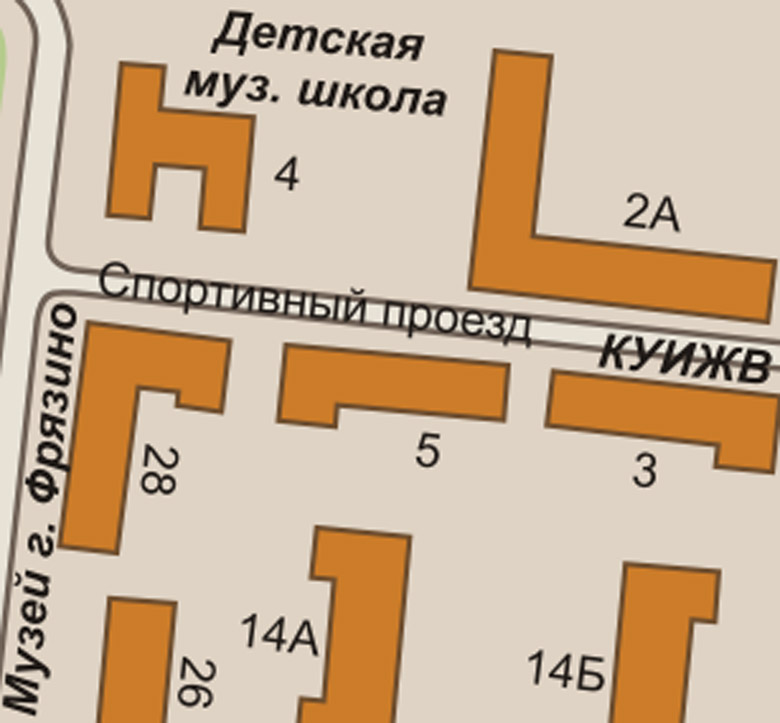 Детская
муз. школа
4
2А
Спортивный проезд
КУИЖВ
Музей г. Фрязино
28
5
3
14А
14Б
26